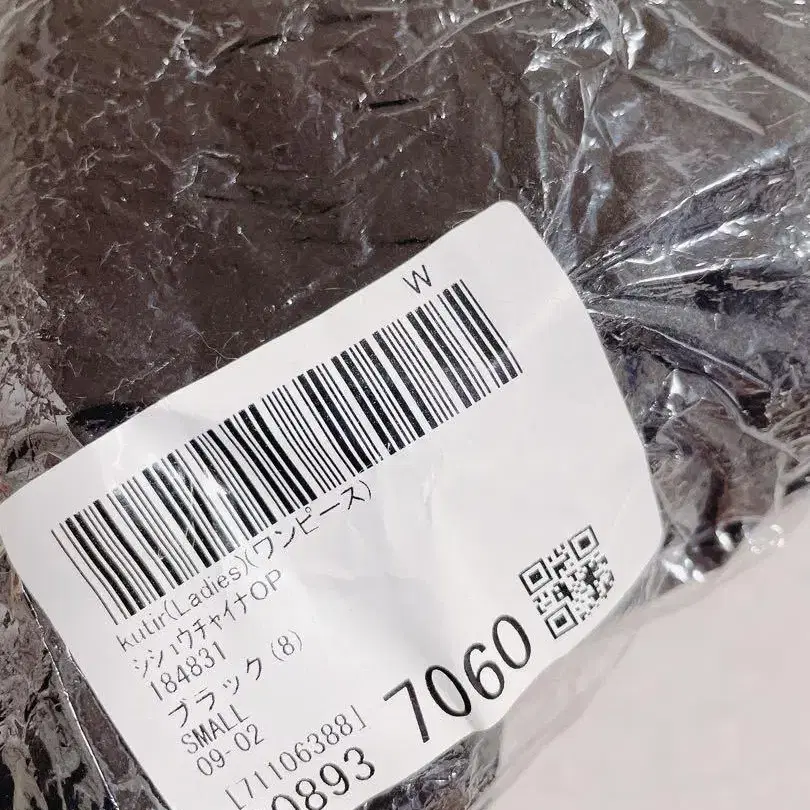 W
kutir(Ladies)(ワンピース)
シショウチャイナOP
184831
ブラック(8)
SMALL
09-02
[71106388]
0893 7060